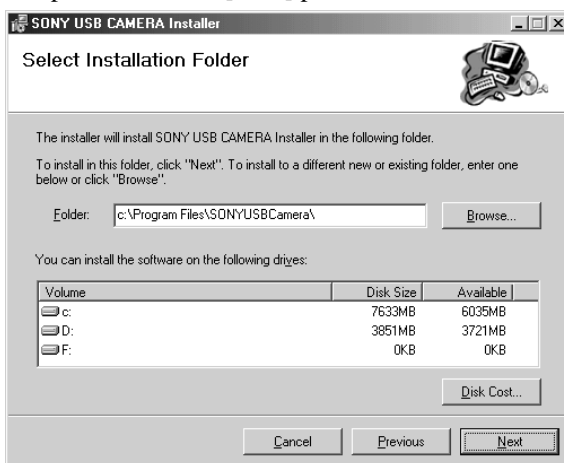 SONY USB CAMERA Installer
Select Installation Folder
The installer will install SONY USB CAMERA Installer in the following folder.
To install in this folder, click "Next". To install to a different new or existing folder, enter one
below or click "Browse".
Folder: c:\Program Files\SONYUSBCamera\ Browse...
You can install the software on the following drives:
Volume Disk Size Available
c: 7633MB 6035MB
D: 3851MB 3721MB
F: 0KB 0KB
Disk Cost...
Cancel Previous Next